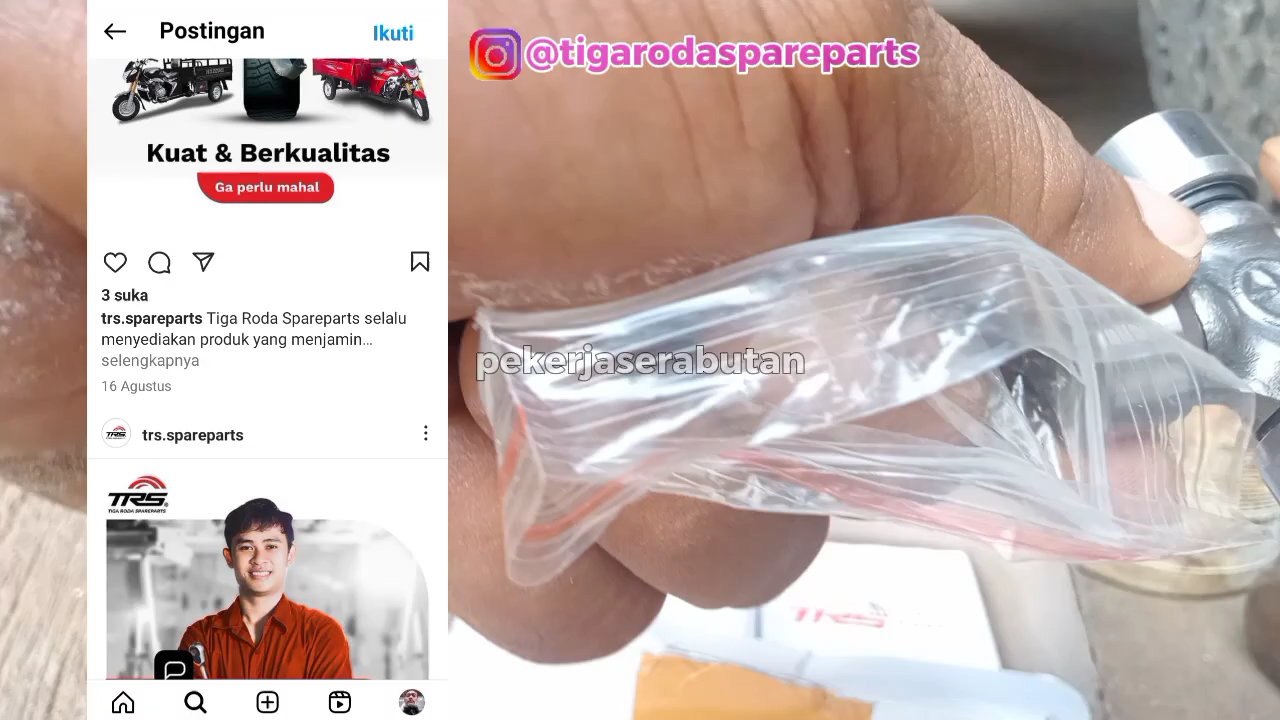 Postingan
Ikuti
Kuat & Berkualitas
Ga perlu mahal
3 suka
trs.spareparts Tiga Roda Spareparts selalu
menyediakan produk yang menjamin...
selengkapnya
16 Agustus
trs.spareparts
TRS
TIGA RODA SPAREPARTS
@tigarodaspareparts
pekerjaserabutan
TRS